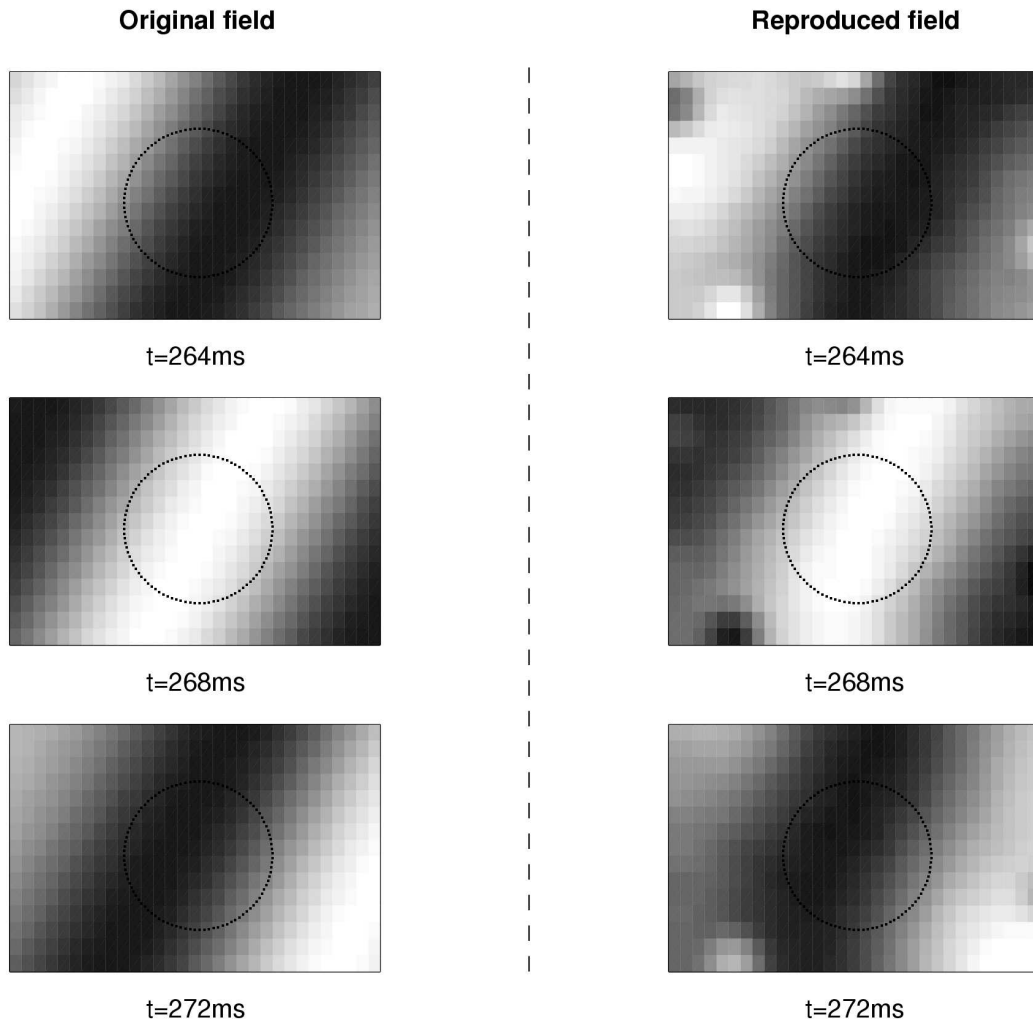 Original field
Reproduced field
t=264ms
t=264ms
t=268ms
t=268ms
t=272ms
t=272ms